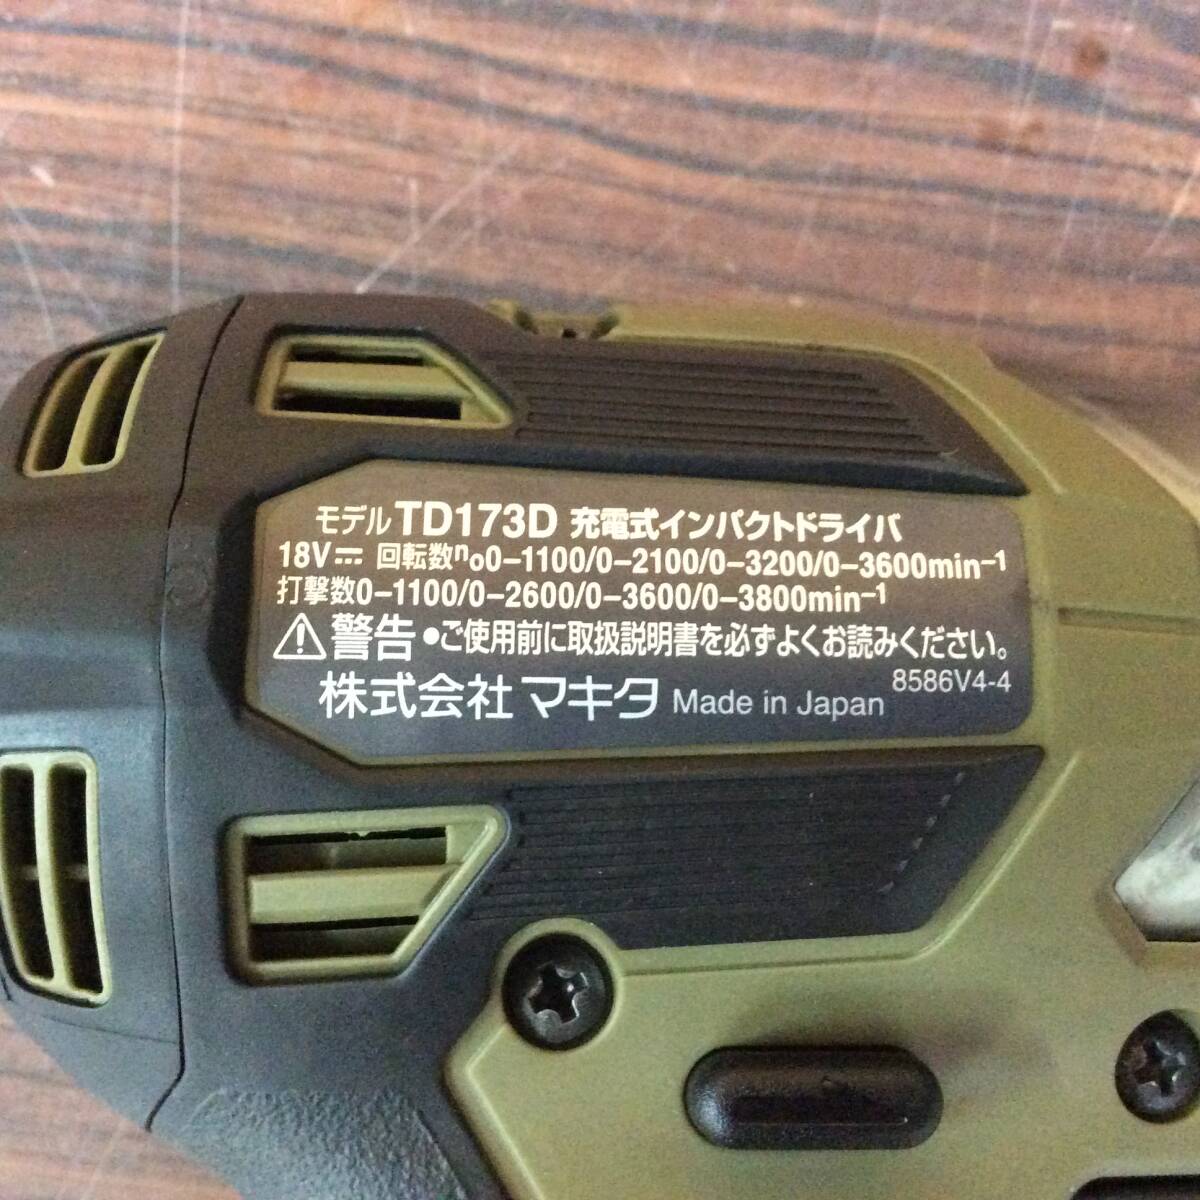 モデル TD173D 充電式インパクトドライバ
18V⎓ 回転数n₀0-1100/0-2100/0-3200/0-3600min⁻¹
打撃数0-1100/0-2600/0-3600/0-3800min⁻¹
⚠警告 ●ご使用前に取扱説明書を必ずよくお読みください。
株式会社マキタ Made in Japan 8586V4-4